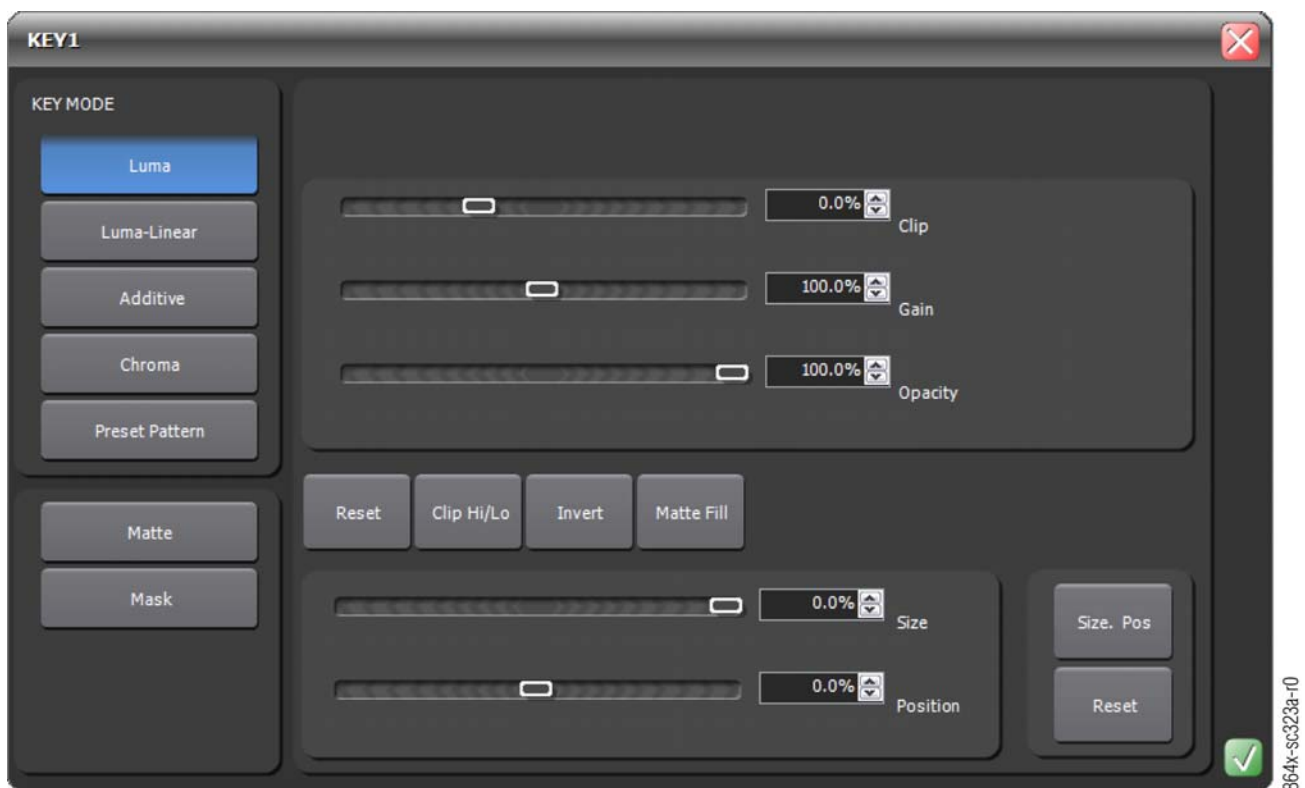 KEY1
KEY MODE
Luma
Luma-Linear
Additive
Chroma
Preset Pattern
Matte
Mask
0.0%
Clip
100.0%
Gain
100.0%
Opacity
Reset
Clip Hi/Lo
Invert
Matte Fill
0.0%
Size
0.0%
Position
Size. Pos
Reset
864x-sc323a-r0